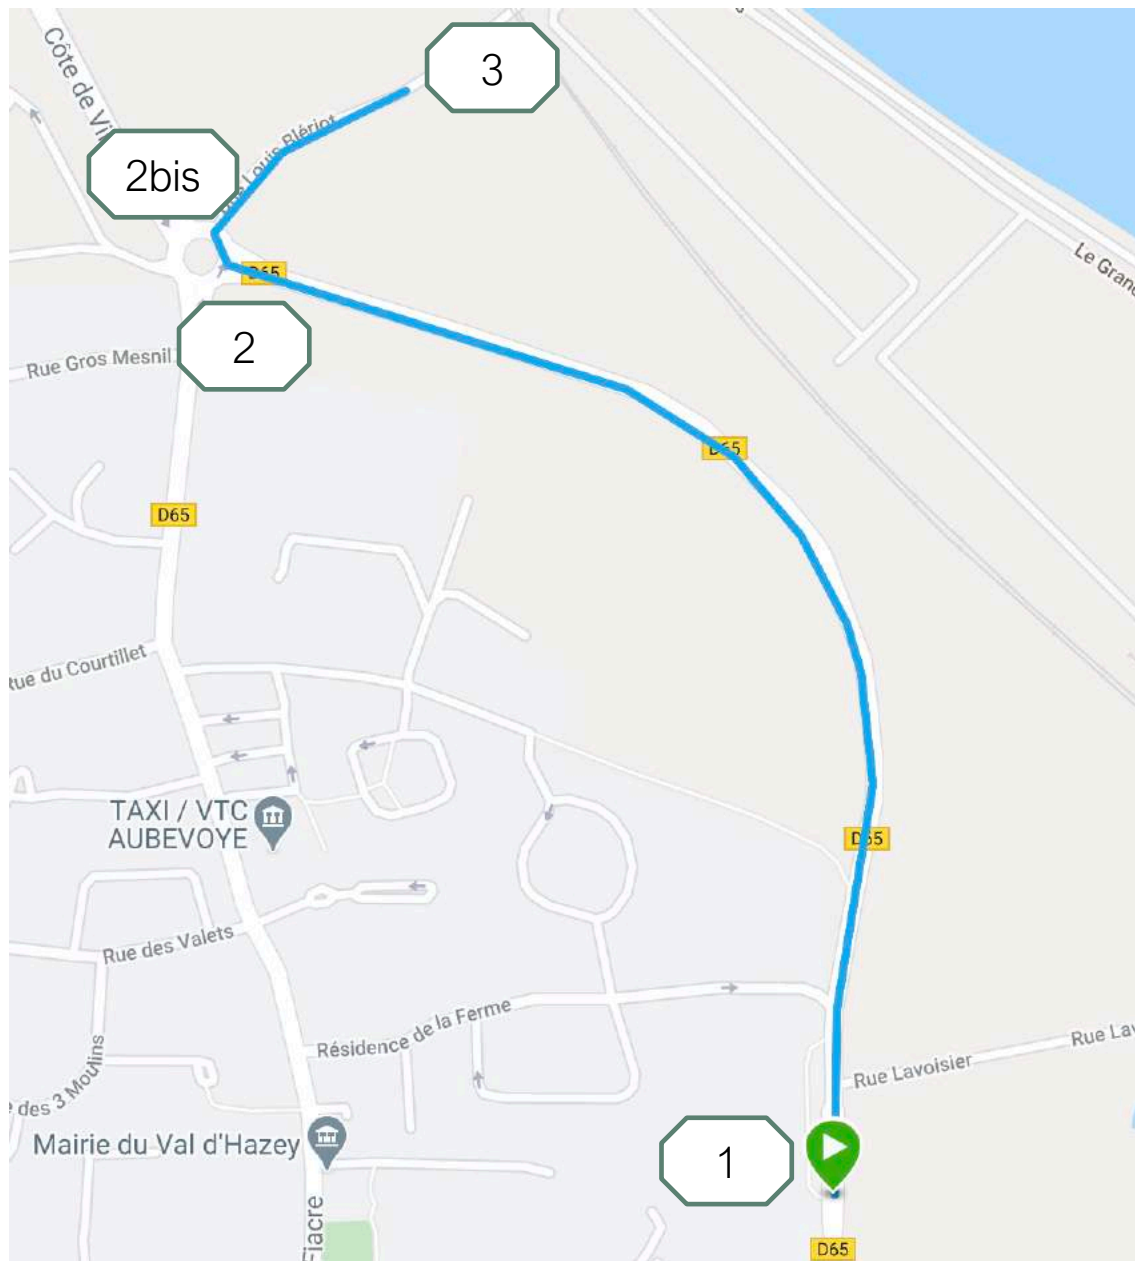 3
Côte de Vi
2bis
Louis Blériot
D65
Le Grand
2
Rue Gros Mesnil
D65
D65
Rue du Courtillet
TAXI / VTC
AUBEVOYE
D65
Rue des Valets
Résidence de la Ferme
Rue Lavoisier
Rue Lav
des 3 Moulins
Mairie du Val d'Hazey
1
Fiacre
D65